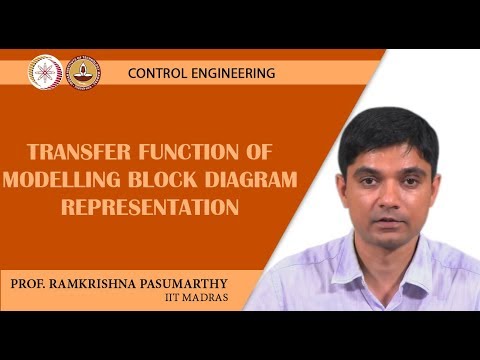 CONTROL ENGINEERING
TRANSFER FUNCTION OF
MODELLING BLOCK DIAGRAM
REPRESENTATION
PROF. RAMKRISHNA PASUMARTHY
IIT MADRAS